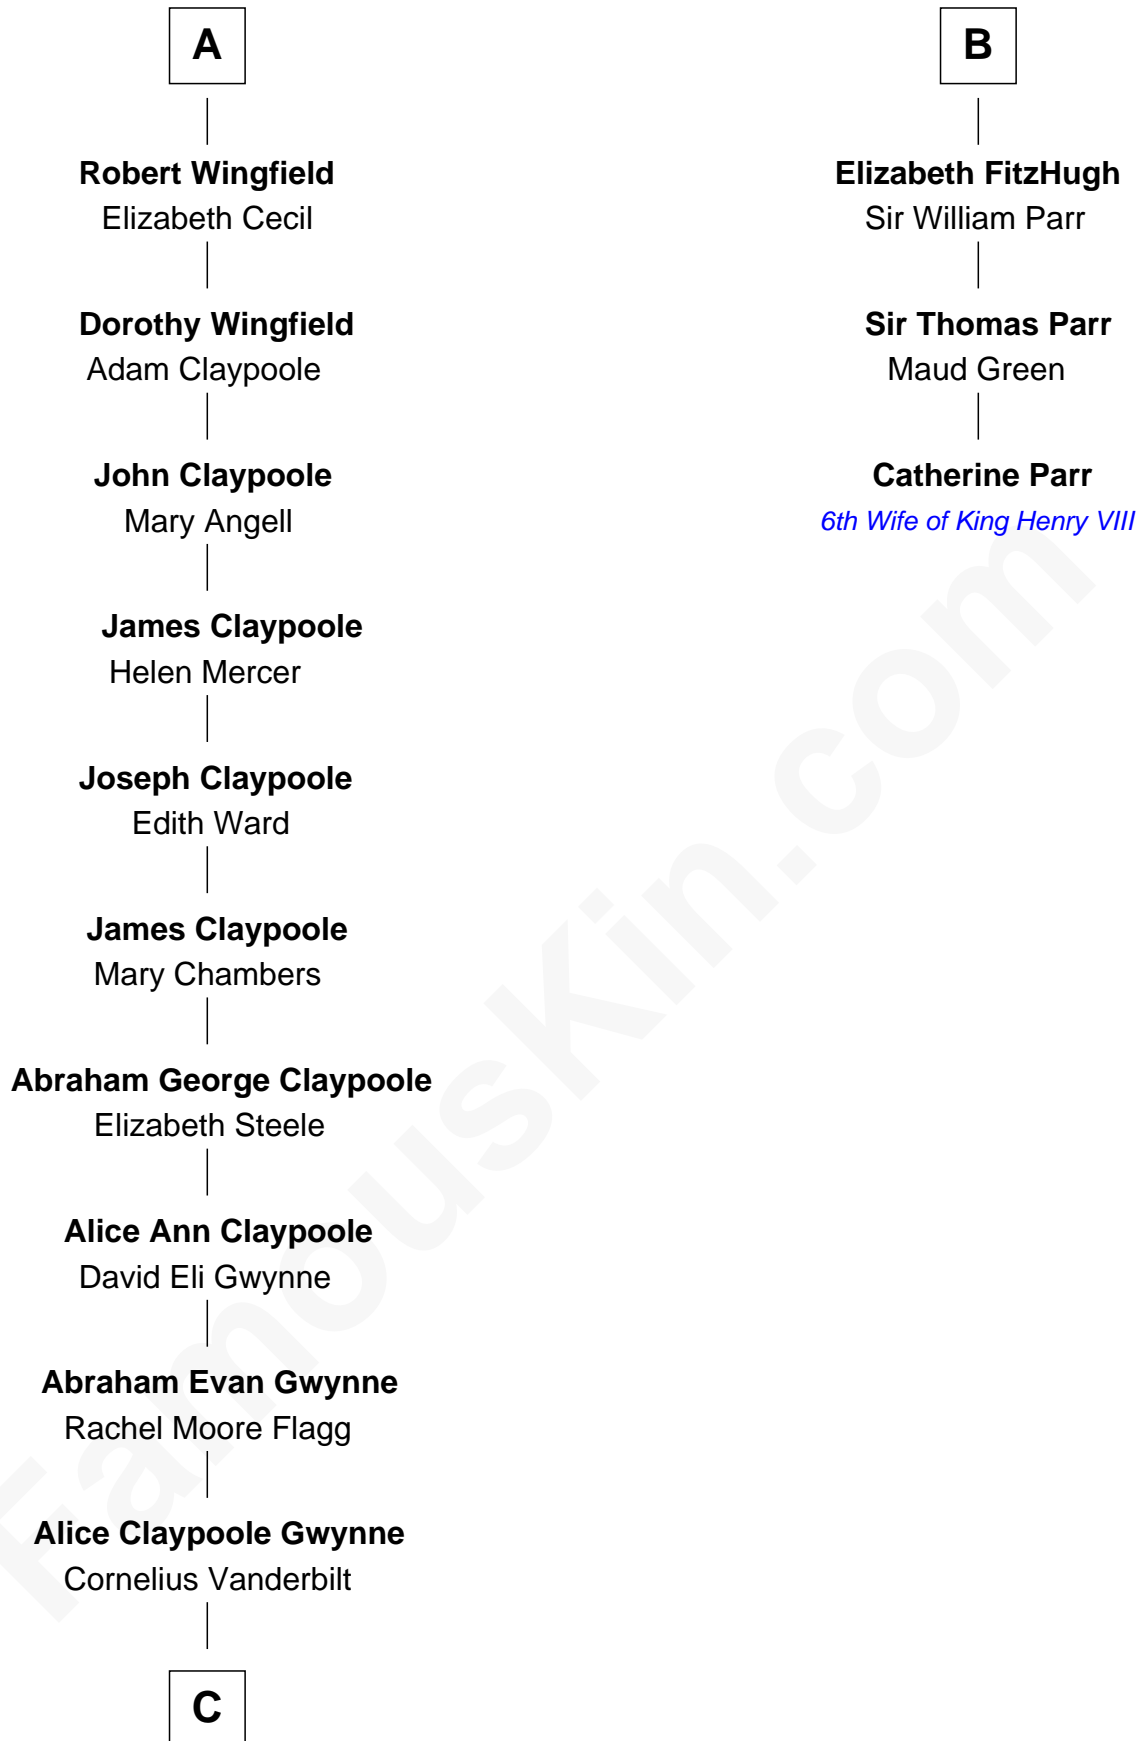 A
Robert Wingfield
Elizabeth Cecil
Dorothy Wingfield
Adam Claypoole
John Claypoole
Mary Angell
James Claypoole
Helen Mercer
Joseph Claypoole
Edith Ward
James Claypoole
Mary Chambers
Abraham George Claypoole
Elizabeth Steele
Alice Ann Claypoole
David Eli Gwynne
Abraham Evan Gwynne
Rachel Moore Flagg
Alice Claypoole Gwynne
Cornelius Vanderbilt
C
B
Elizabeth FitzHugh
Sir William Parr
Sir Thomas Parr
Maud Green
Catherine Parr
6th Wife of King Henry VIII
FamousKin.com